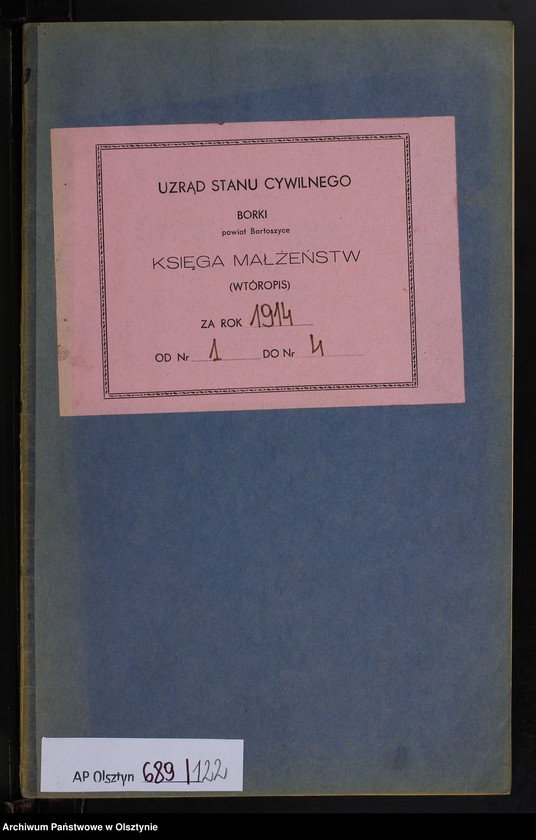 UZRĄD STANU CYWILNEGO
BORKI
powiat Bartoszyce
KSIĘGA MAŁŻEŃSTW
(WTÓROPIS)
ZA ROK 1914
OD Nr 1 DO Nr 4
AP Olsztyn 689/122
Archiwum Państwowe w Olsztynie